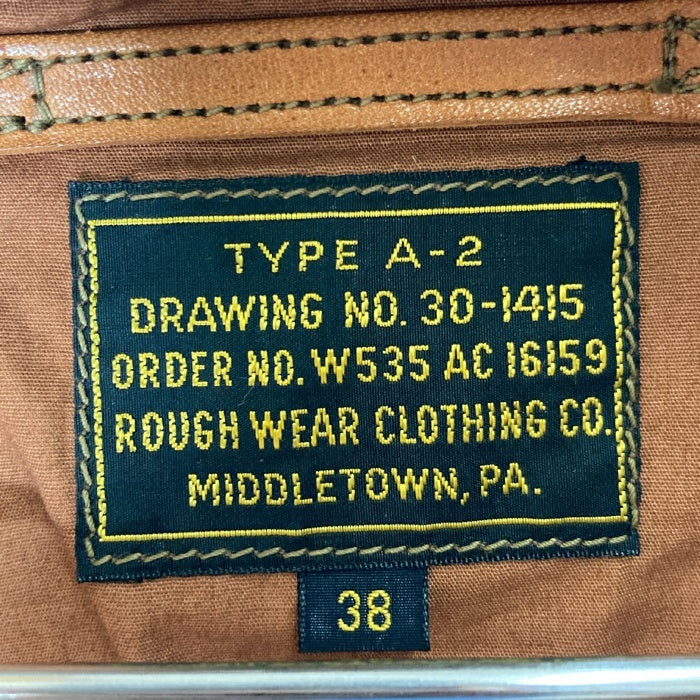 TYPE A-2
DRAWING NO. 30-1415
ORDER NO. W535 AC 16159
ROUGH WEAR CLOTHING CO.
MIDDLETOWN, PA.
38